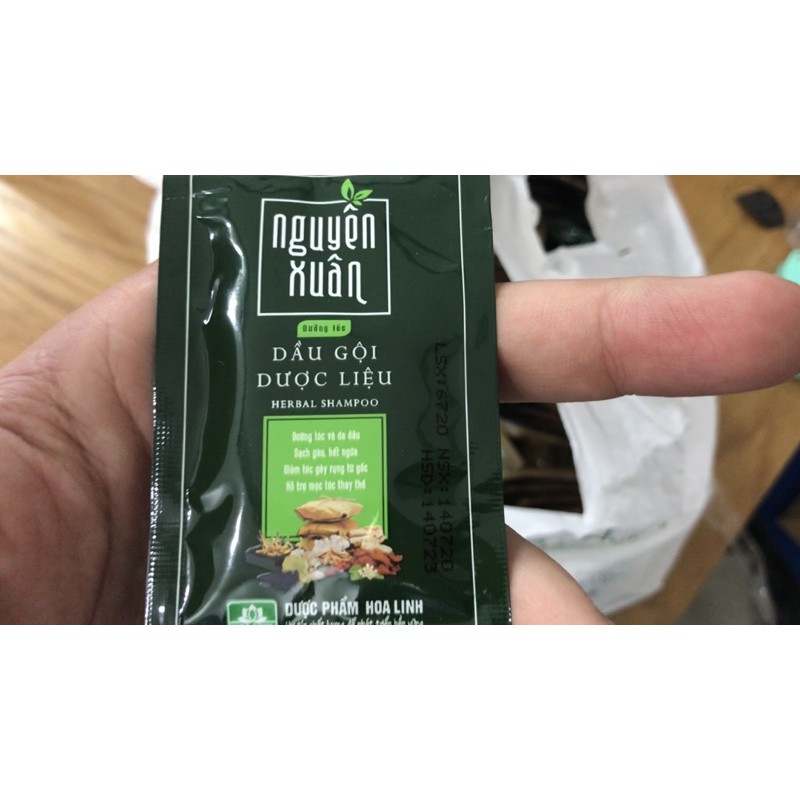 nguyên
xuân
Dưỡng tóc
DẦU GỘI
DƯỢC LIỆU
HERBAL SHAMPOO
Dưỡng tóc và da đầu
Sạch gàu, hết ngứa
Giảm tóc gãy rụng từ gốc
Hỗ trợ mọc tóc thay thế
DƯỢC PHẨM HOA LINH
LSX:6720 NSX:140720
HSD:140723